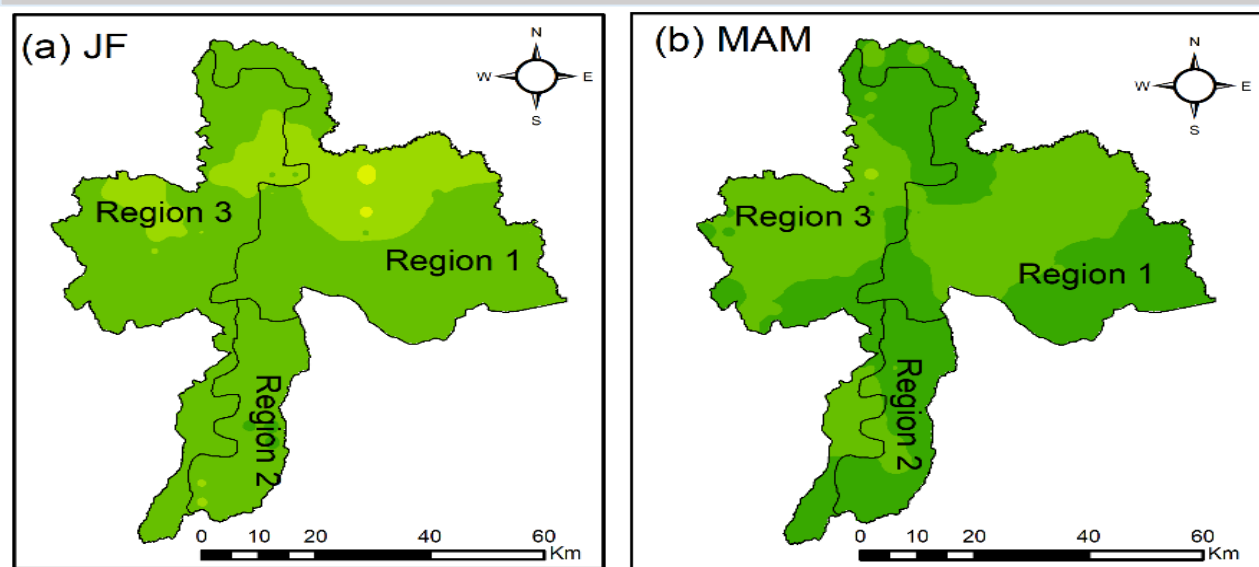 (a) JF
N
W E
S
Region 3
Region 1
Region 2
0 10 20 40 60
Km
(b) MAM
N
W E
S
Region 3
Region 1
Region 2
0 10 20 40 60
Km